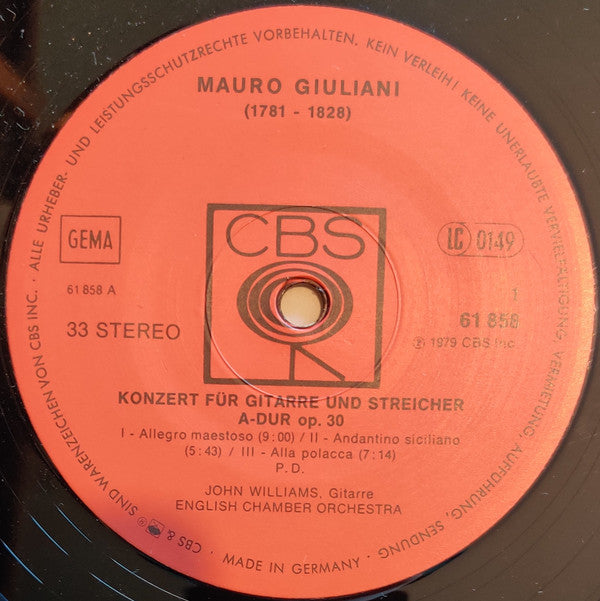 ALLE URHEBER- UND LEISTUNGSSCHUTZRECHTE VORBEHALTEN. KEIN VERLEIH! KEINE UNERLAUBTE VERVIELFÄLTIGUNG, VERMIETUNG, AUFFÜHRUNG, SENDUNG
MAURO GIULIANI
(1781 - 1828)
CBS
GEMA
LC 0149
61 858 A
1
33 STEREO
61 858
℗ 1979 CBS Inc.
KONZERT FÜR GITARRE UND STREICHER
A-DUR op. 30
I - Allegro maestoso (9:00) / II - Andantino siciliano
(5:43) / III - Alla polacca (7:14)
P.D.
JOHN WILLIAMS, Gitarre
ENGLISH CHAMBER ORCHESTRA
CBS & ® SIND WARENZEICHEN VON CBS INC. ·
· MADE IN GERMANY ·